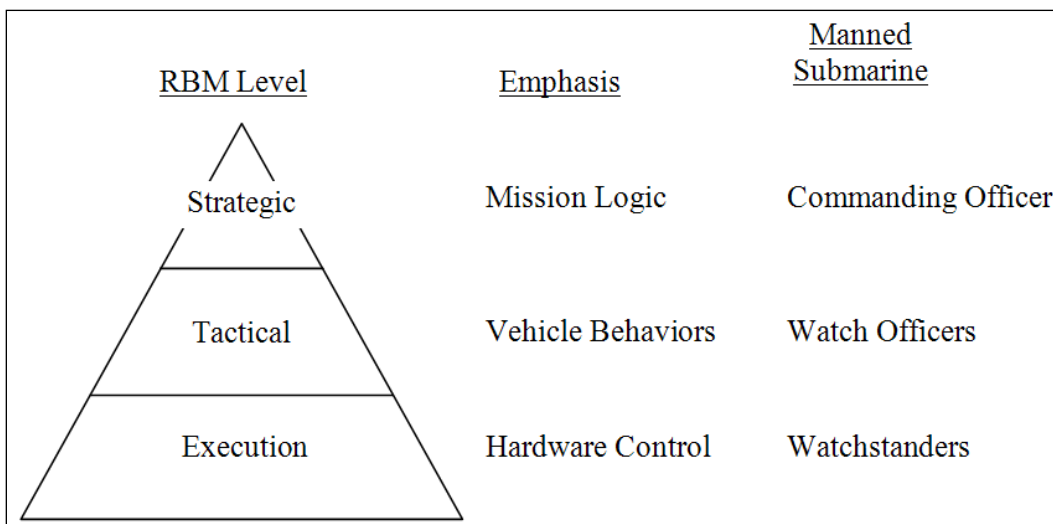 RBM Level
Emphasis
Manned
Submarine
Strategic
Mission Logic
Commanding Officer
Tactical
Vehicle Behaviors
Watch Officers
Execution
Hardware Control
Watchstanders